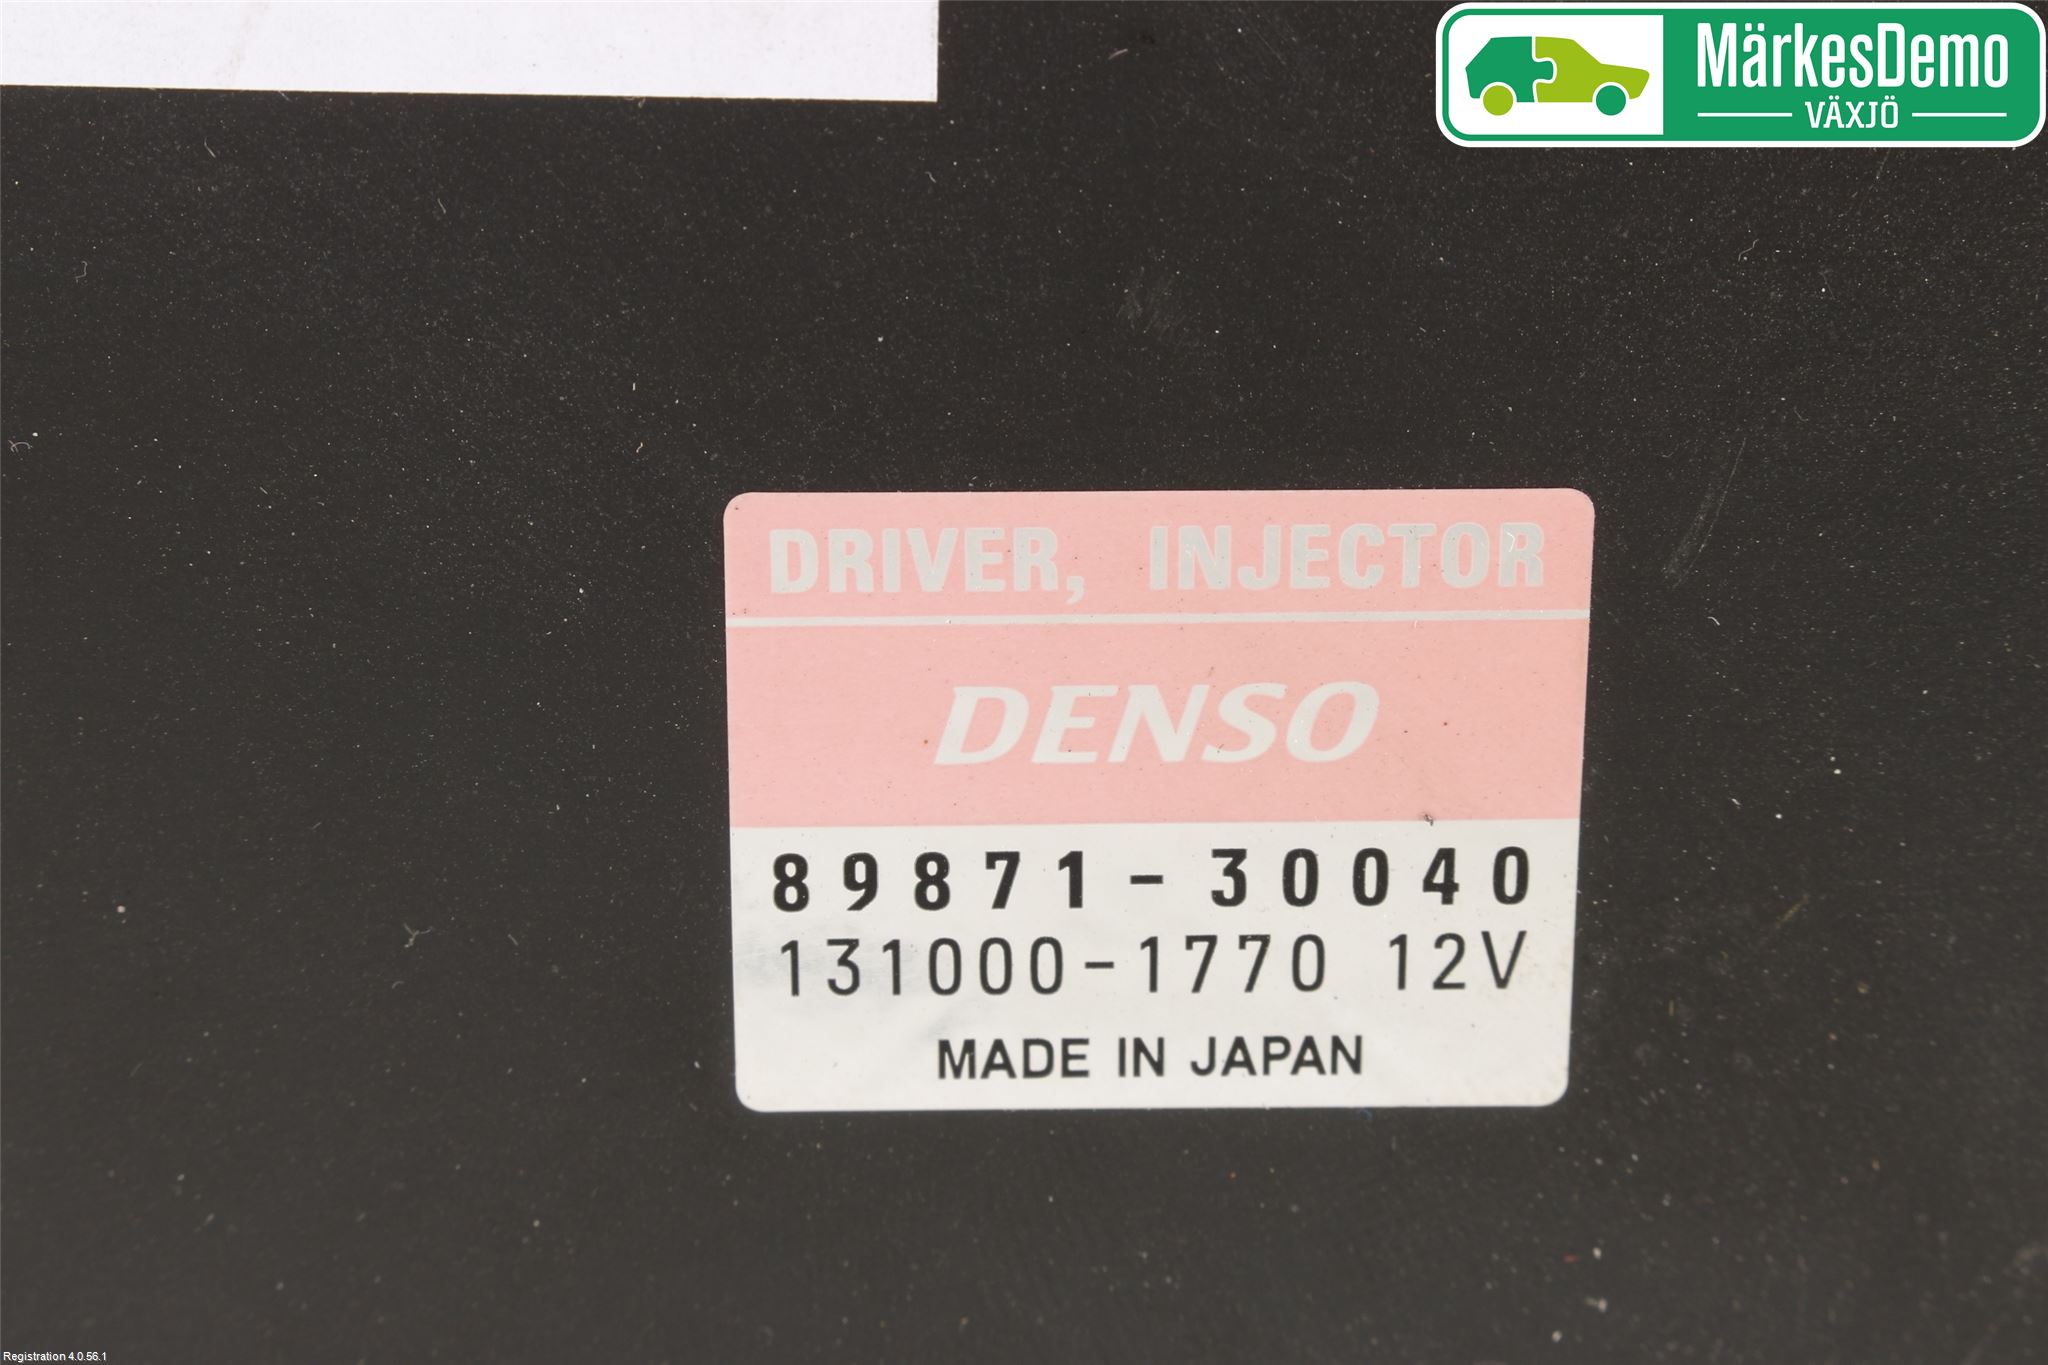 MärkesDemo
VÄXJÖ
DRIVER, INJECTOR
DENSO
89871-30040
131000-1770 12V
MADE IN JAPAN
Registration 4.0.56.1